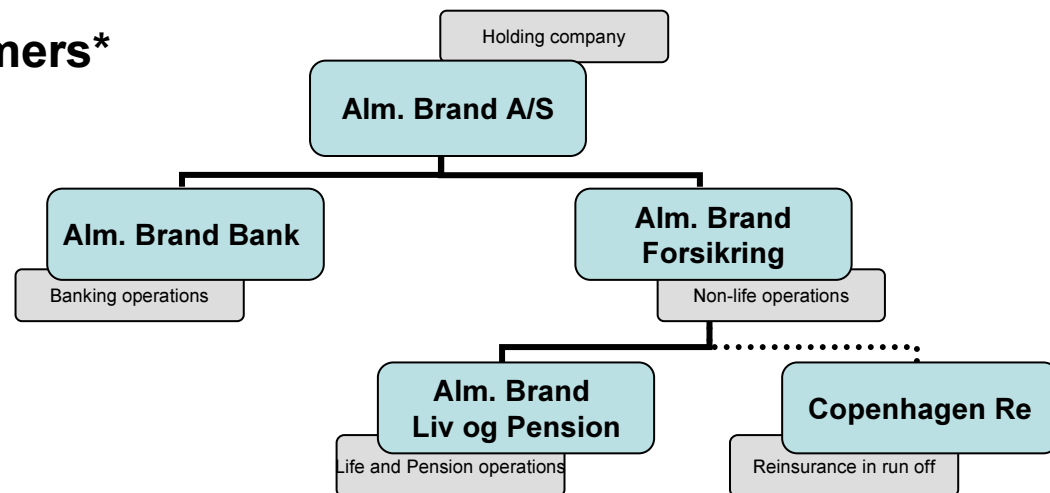 mers*
Holding company
Alm. Brand A/S
Alm. Brand Bank
Banking operations
Alm. Brand
Forsikring
Non-life operations
Alm. Brand
Liv og Pension
Life and Pension operations
Copenhagen Re
Reinsurance in run off